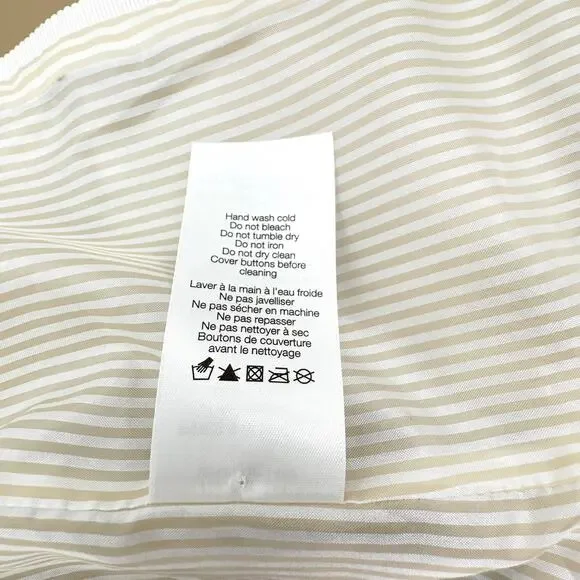 Hand wash cold
Do not bleach
Do not tumble dry
Do not iron
Do not dry clean
Cover buttons before
cleaning
Laver à la main à l'eau froide
Ne pas javelliser
Ne pas sécher en machine
Ne pas repasser
Ne pas nettoyer à sec
Boutons de couverture
avant le nettoyage